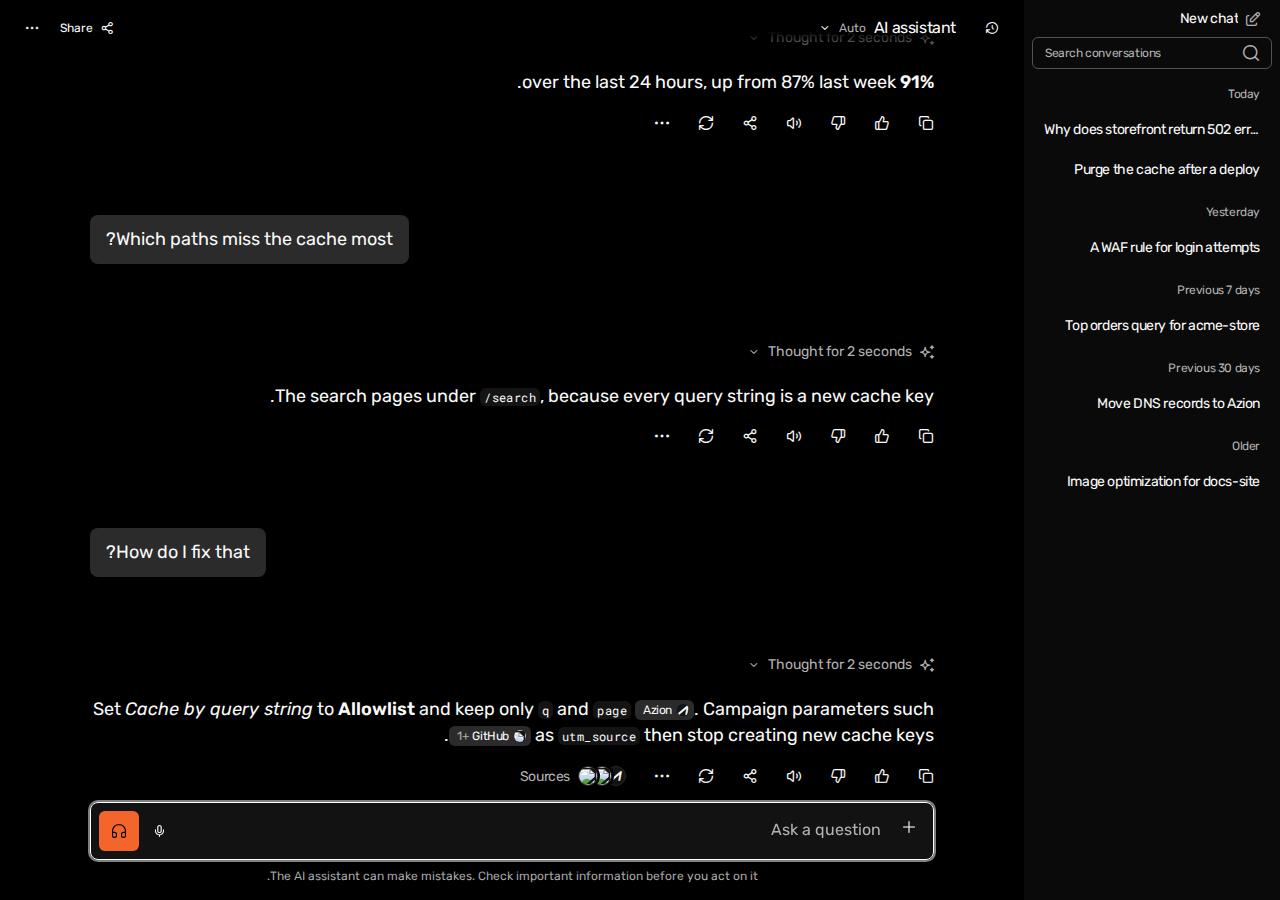 New chat
Search conversations
Today
Why does storefront return 502 err…
Purge the cache after a deploy
Yesterday
A WAF rule for login attempts
Previous 7 days
Top orders query for acme-store
Previous 30 days
Move DNS records to Azion
Older
Image optimization for docs-site
AI assistant Auto
Share
Thought for 2 seconds
91% over the last 24 hours, up from 87% last week.
Which paths miss the cache most?
Thought for 2 seconds
The search pages under /search, because every query string is a new cache key.
How do I fix that?
Thought for 2 seconds
Set Cache by query string to Allowlist and keep only q and page Azion. Campaign parameters such
as utm_source then stop creating new cache keys GitHub +1.
Sources
Ask a question
The AI assistant can make mistakes. Check important information before you act on it.